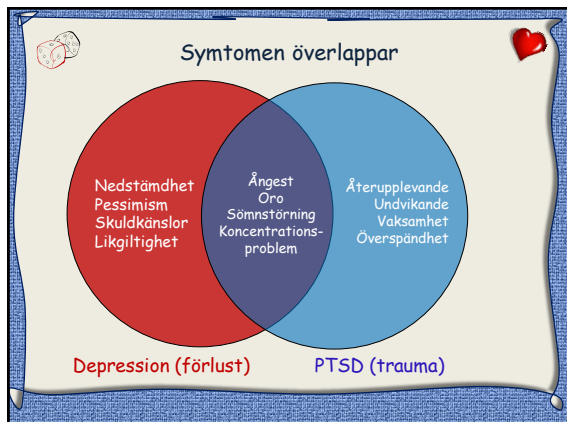 Symtomen överlappar
Nedstämdhet
Pessimism
Skuldkänslor
Likgiltighet
Ångest
Oro
Sömnstörning
Koncentrations-
problem
Återupplevande
Undvikande
Vaksamhet
Överspändhet
Depression (förlust)
PTSD (trauma)